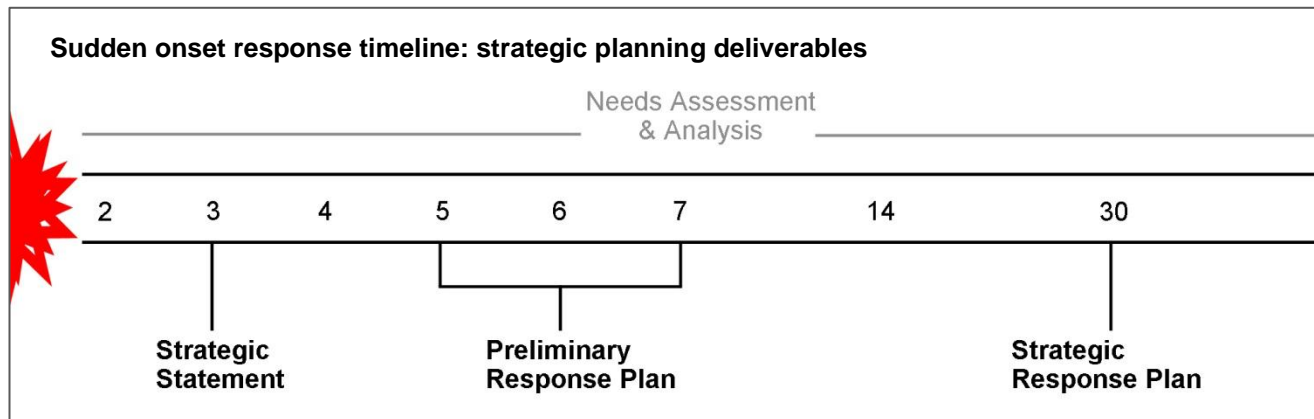 Sudden onset response timeline: strategic planning deliverables
Needs Assessment
& Analysis
2 3 4 5 6 7 14 30
Strategic
Statement
Preliminary
Response Plan
Strategic
Response Plan